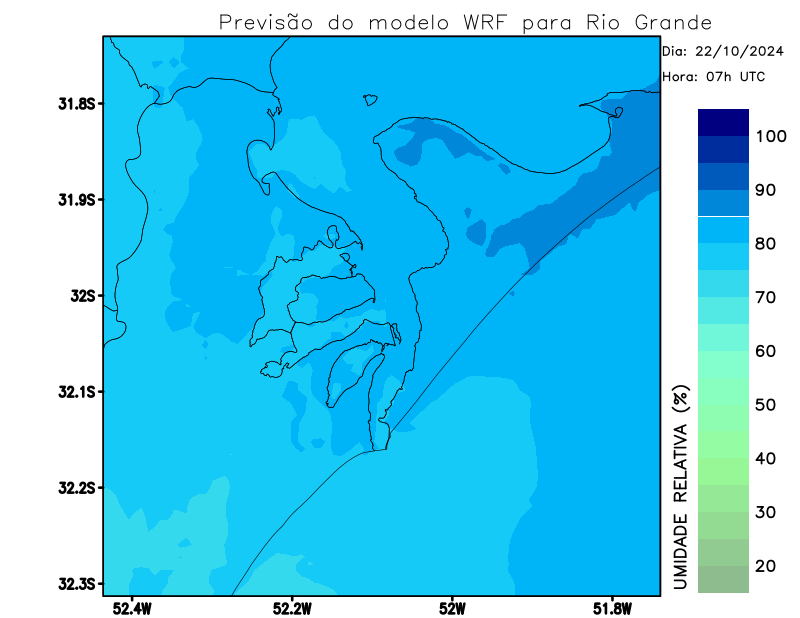 Previsão do modelo WRF para Rio Grande
Dia: 22/10/2024
Hora: 07h UTC
31.8S
31.9S
32S
32.1S
32.2S
32.3S
52.4W
52.2W
52W
51.8W
UMIDADE RELATIVA (%)
100
90
80
70
60
50
40
30
20